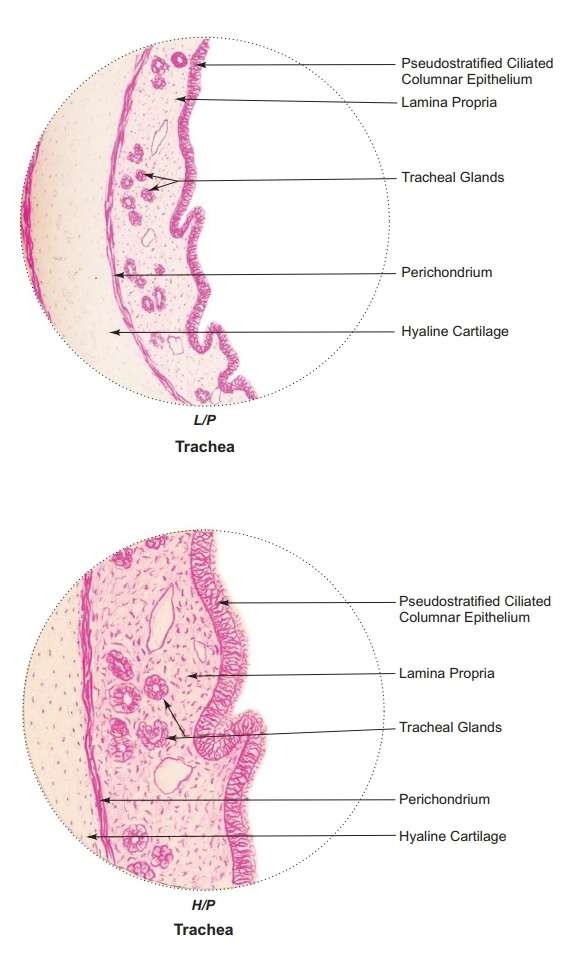 Pseudostratified Ciliated
Columnar Epithelium
Lamina Propria
Tracheal Glands
Perichondrium
Hyaline Cartilage
L/P
Trachea
Pseudostratified Ciliated
Columnar Epithelium
Lamina Propria
Tracheal Glands
Perichondrium
Hyaline Cartilage
H/P
Trachea